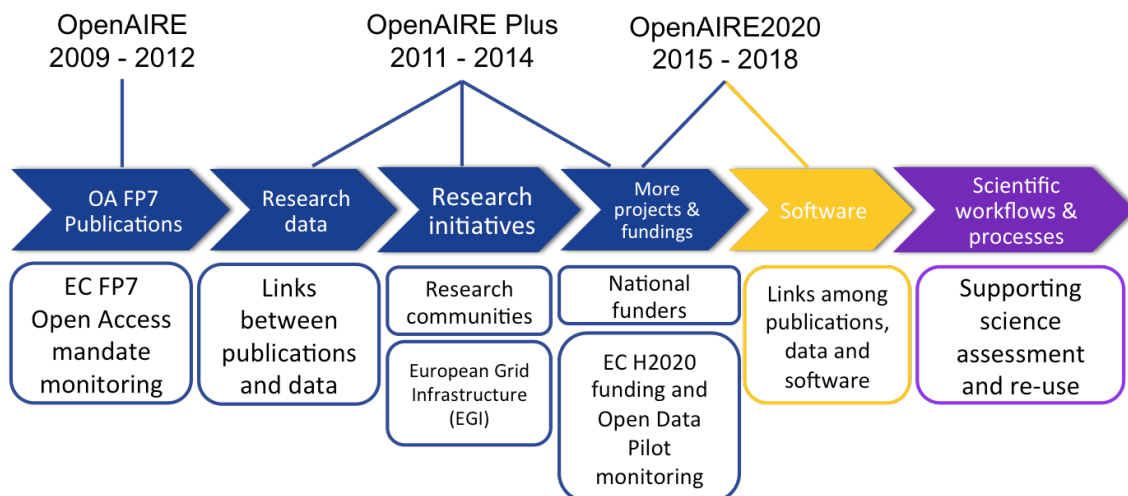 OpenAIRE
2009 - 2012
OpenAIRE Plus
2011 - 2014
OpenAIRE2020
2015 - 2018
OA FP7
Publications
Research
data
Research
initiatives
More
projects &
fundings
Software
Scientific
workflows &
processes
EC FP7
Open Access
mandate
monitoring
Links
between
publications
and data
Research
communities
European Grid
Infrastructure
(EGI)
National
funders
EC H2020
funding and
Open Data
Pilot
monitoring
Links among
publications,
data and
software
Supporting
science
assessment
and re-use